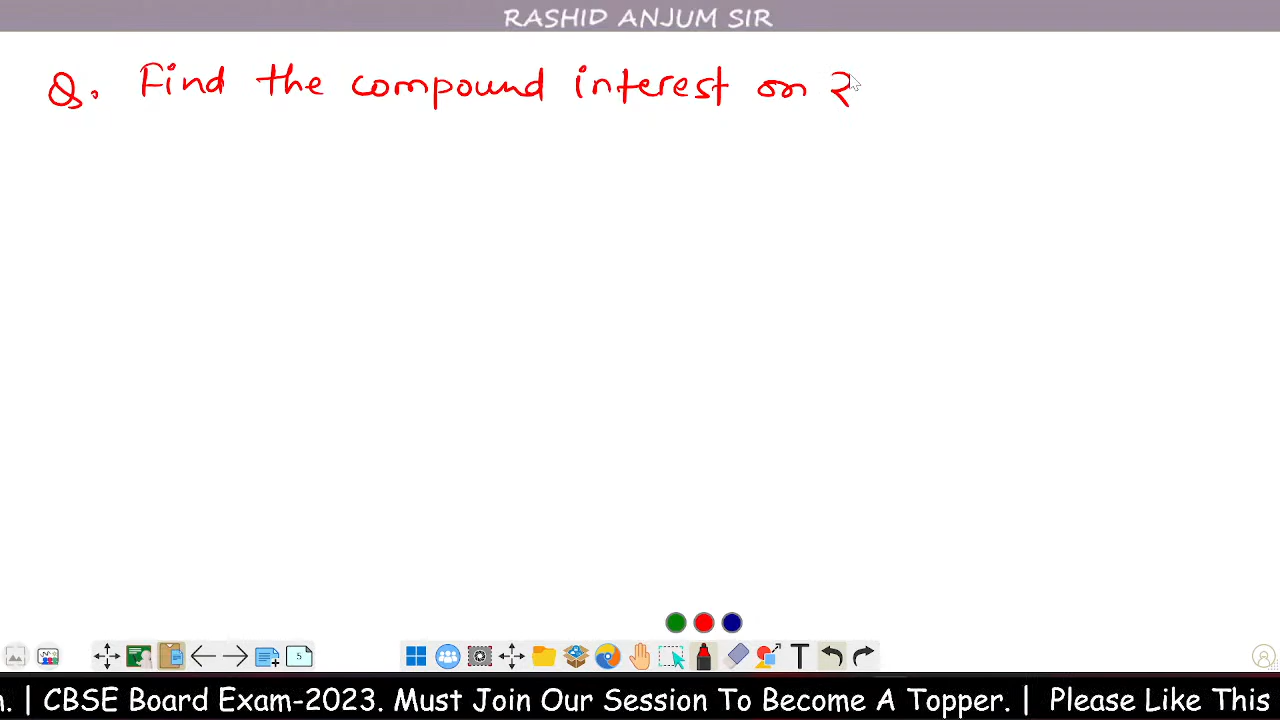 RASHID ANJUM SIR
Q. Find the compound interest on
5
T
n. | CBSE Board Exam-2023. Must Join Our Session To Become A Topper. | Please Like This